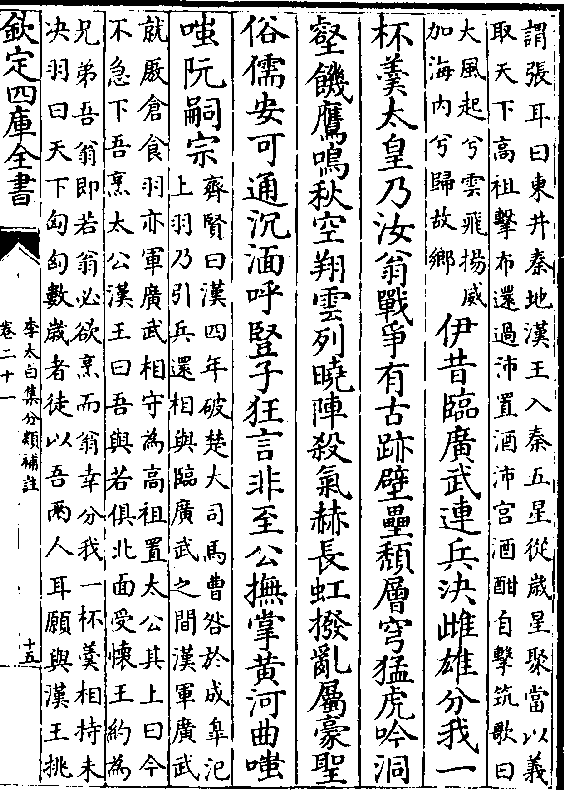 謂張耳曰東井秦地漢王入秦五星從歲星聚當以義
取天下高祖擊布還過沛置酒沛宮酒酣自擊筑歌曰
大風起兮雲飛揚威
加海内兮歸故鄉
伊昔臨廣武連兵決雌雄分我一
杯羮太皇乃汝翁戰爭有古跡壁壘頽層穹猛虎吟洞
壑饑鷹鳴秋空翔雲列曉陣殺氣赫長虹撥亂屬豪聖
俗儒安可通沉湎呼豎子狂言非至公撫掌黄河曲嗤
嗤阮嗣宗
齊賢曰漢四年破楚大司馬曹咎於成皋汜
上羽乃引兵還相與臨廣武之間漢軍廣武
就厫倉食羽亦軍廣武相守為高祖置太公其上曰今
不急下吾烹太公漢王曰吾與若俱北面受懷王約為
兄弟吾翁即若翁必欲烹而翁幸分我一杯羮相持未
决羽曰天下匈匈數歲者徒以吾兩人耳願與漢王挑
欽定四庫全書
李太白集分類補註
卷二十一
十五